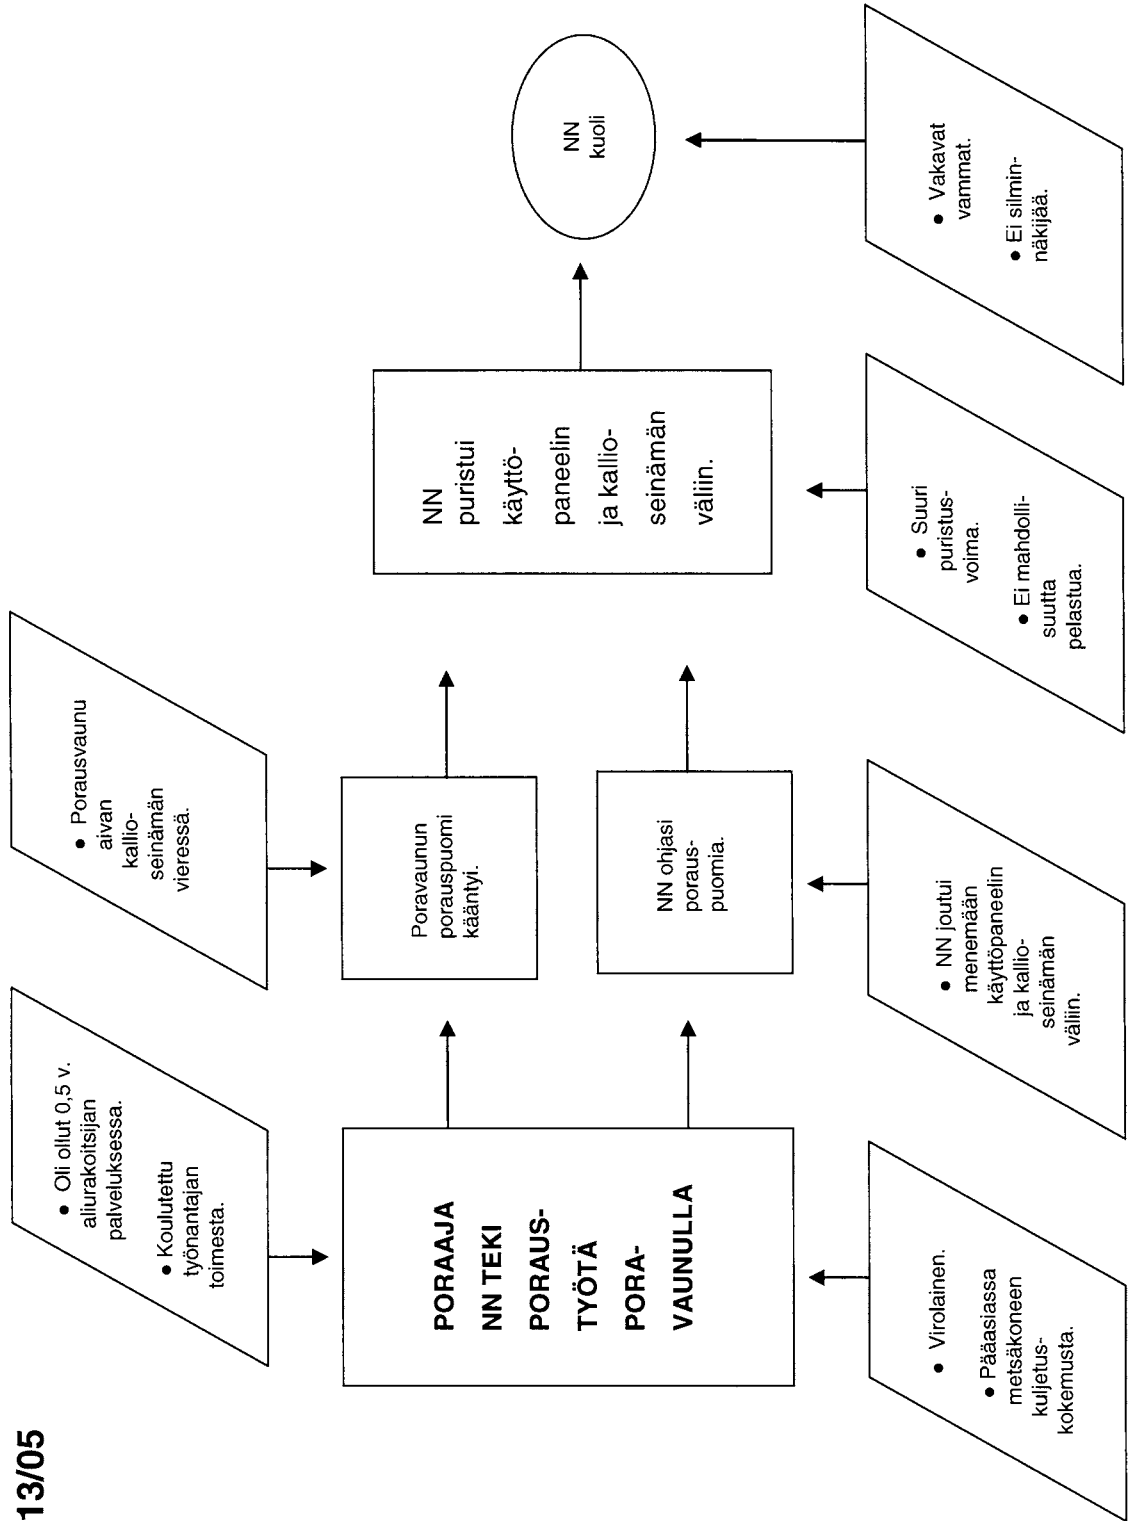 13/05
• Oli ollut 0,5 v.
aliurakoitsijan
palveluksessa.
• Koulutettu
työnantajan
toimesta.
• Porausvaunu
aivan
kallio-
seinämän
vieressä.
PORAAJA
NN TEKI
PORAUS-
TYÖTÄ
PORA-
VAUNULLA
Poravaunun
porauspuomi
kääntyi.
NN ohjasi
poraus-
puomia.
NN
puristui
käyttö-
paneelin
ja kallio-
seinämän
väliin.
NN
kuoli
• Virolainen.
• Pääasiassa
metsäkoneen
kuljetus-
kokemusta.
• NN joutui
menemään
käyttöpaneelin
ja kallio-
seinämän
väliin.
• Suuri
puristus-
voima.
• Ei mahdolli-
suutta
pelastua.
• Vakavat
vammat.
• Ei silmin-
näkijää.